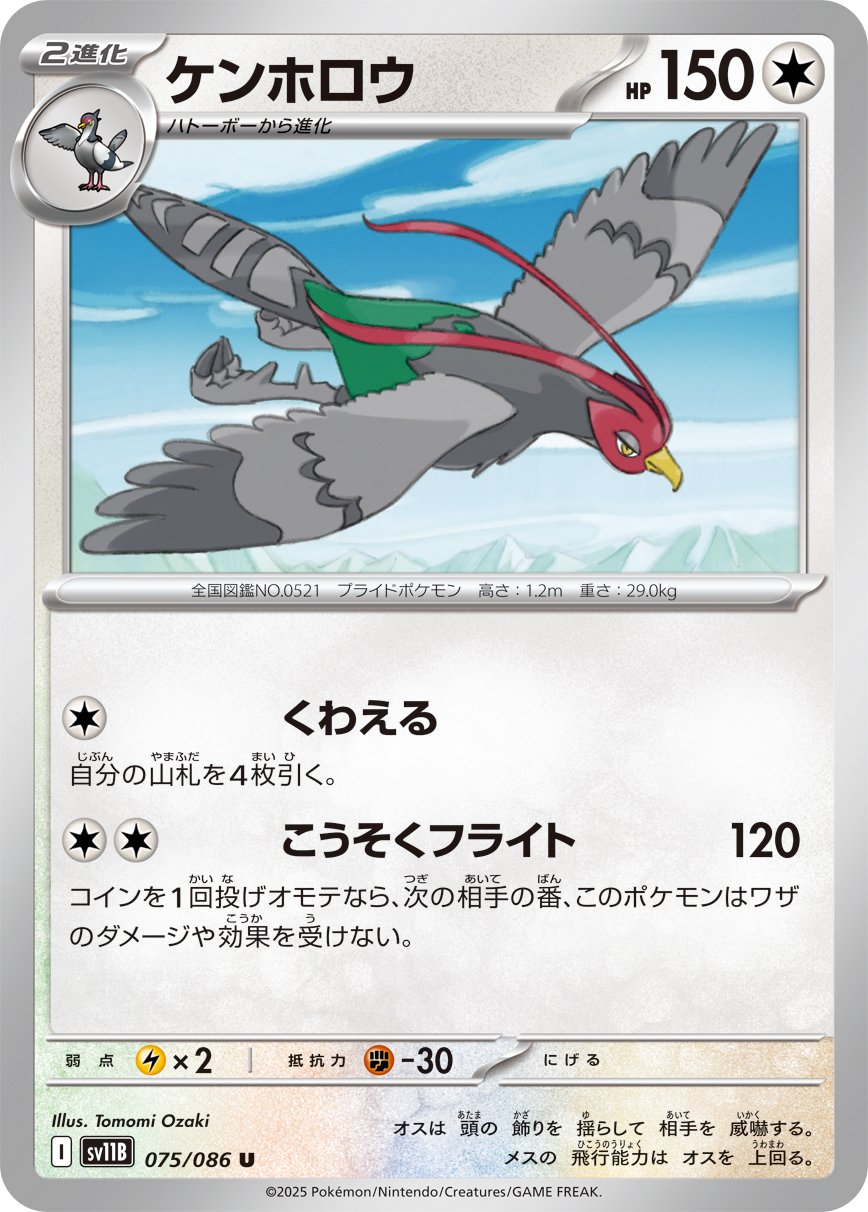 2進化
ケンホロウ
HP 150
ハトーボーから進化
全国図鑑NO.0521 プライドポケモン 高さ:1.2m 重さ:29.0kg
くわえる
自分の山札を4枚引く。
こうそくフライト 120
コインを1回投げオモテなら、次の相手の番、このポケモンはワザ
のダメージや効果を受けない。
弱点 ×2 抵抗力 -30 にげる
Illus. Tomomi Ozaki
オスは 頭の 飾りを 揺らして 相手を 威嚇する。
メスの 飛行能力は オスを 上回る。
I sv11B 075/086 U
©2025 Pokémon/Nintendo/Creatures/GAME FREAK.